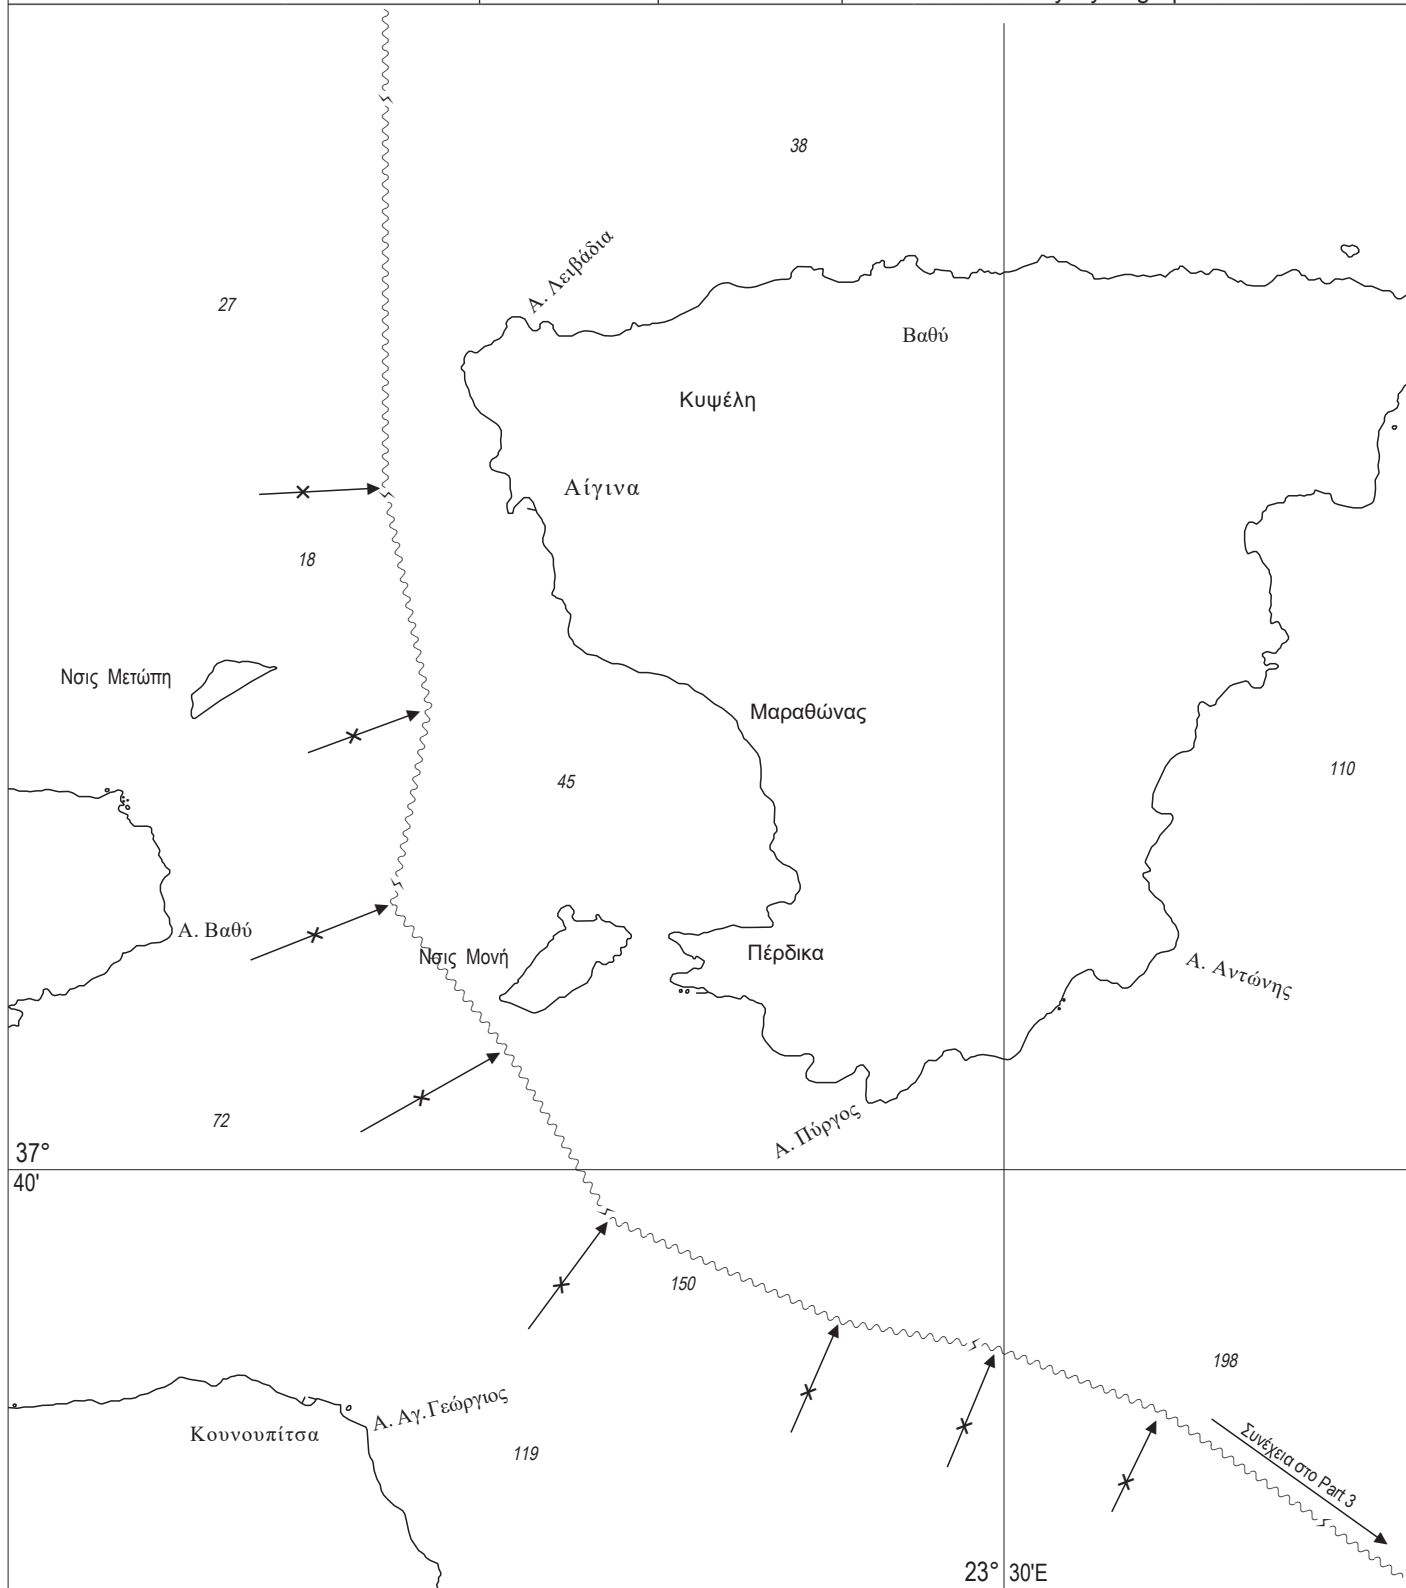 38
Α. Λειβάδια
27
Βαθύ
Κυψέλη
Αίγινα
18
Νσις Μετώπη
Μαραθώνας
45
110
Α. Βαθύ
Νσις Μονή
Πέρδικα
Α. Αντώνης
72
Α. Πύργος
37°
40'
150
198
Α. Αγ. Γεώργιος
Κουνουπίτσα
119
Συνέχεια στο Part 3
23° 30'E